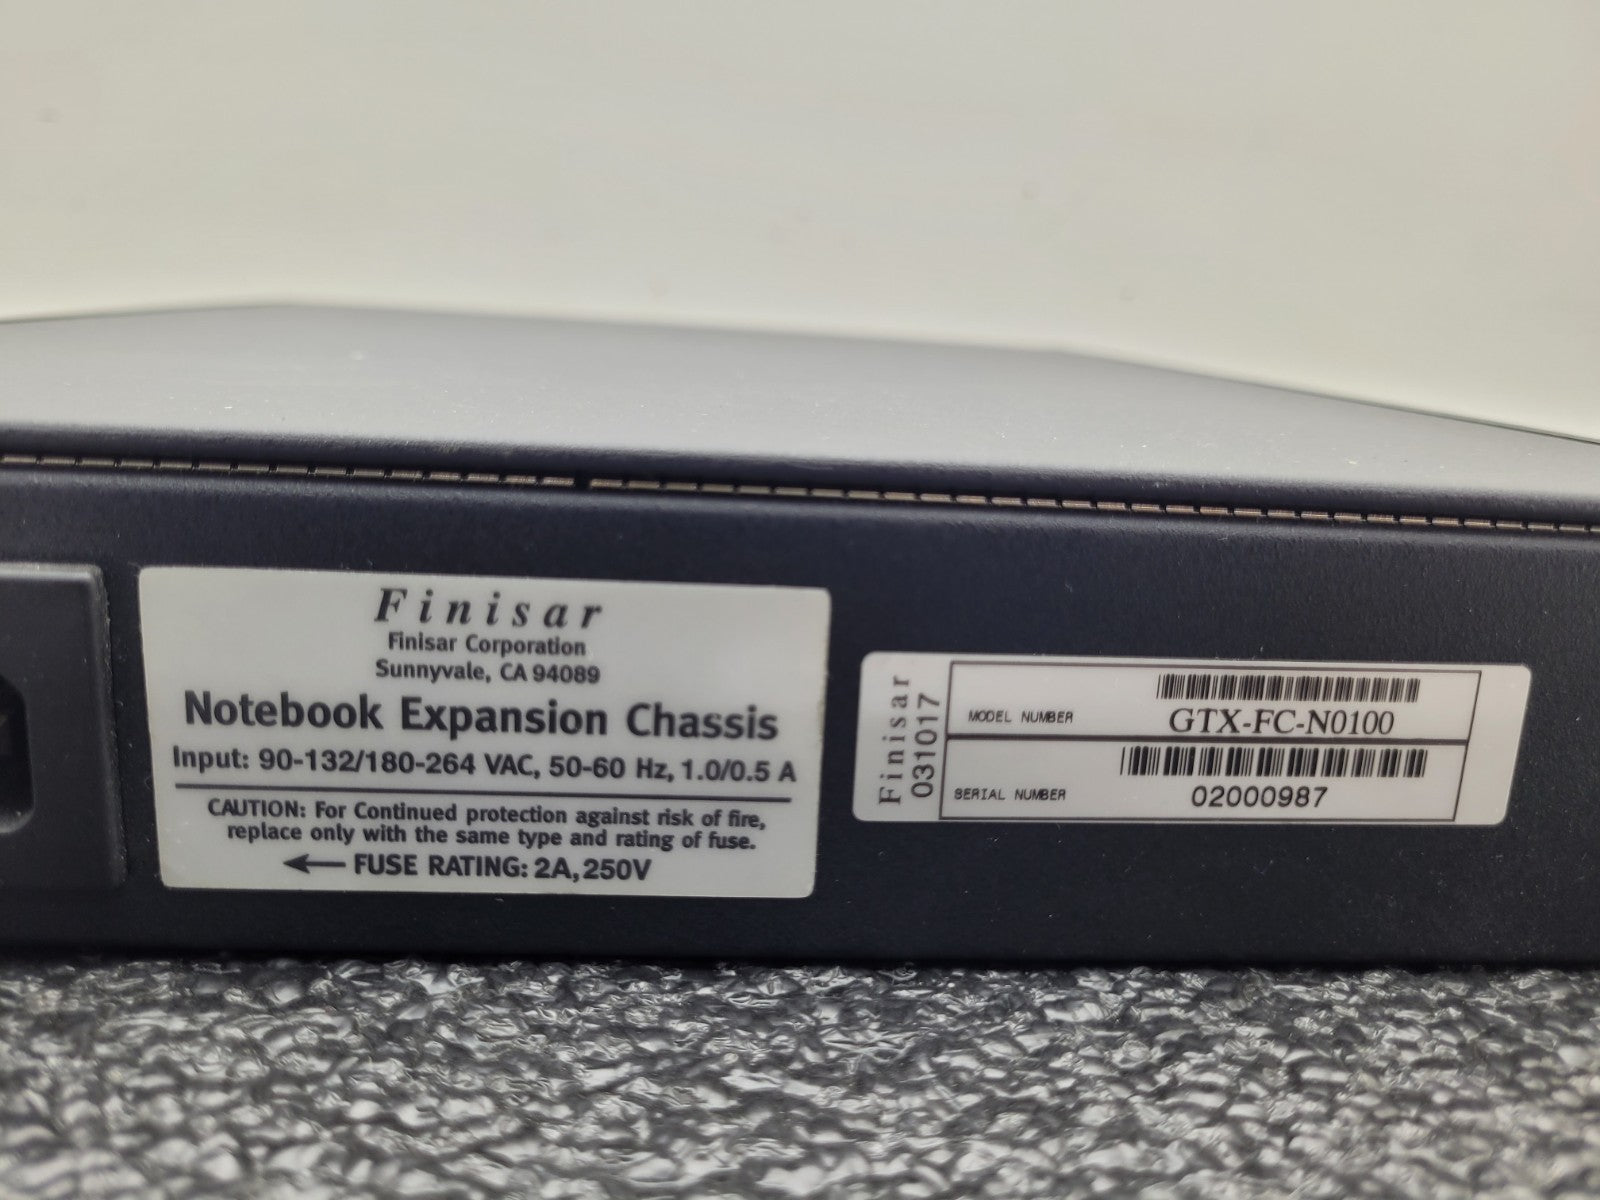 Finisar
Finisar Corporation
Sunnyvale, CA 94089
Notebook Expansion Chassis
Input: 90-132/180-264 VAC, 50-60 Hz, 1.0/0.5 A
CAUTION: For Continued protection against risk of fire,
replace only with the same type and rating of fuse.
← FUSE RATING: 2A, 250V
Finisar
031017
MODEL NUMBER GTX-FC-N0100
SERIAL NUMBER 02000987